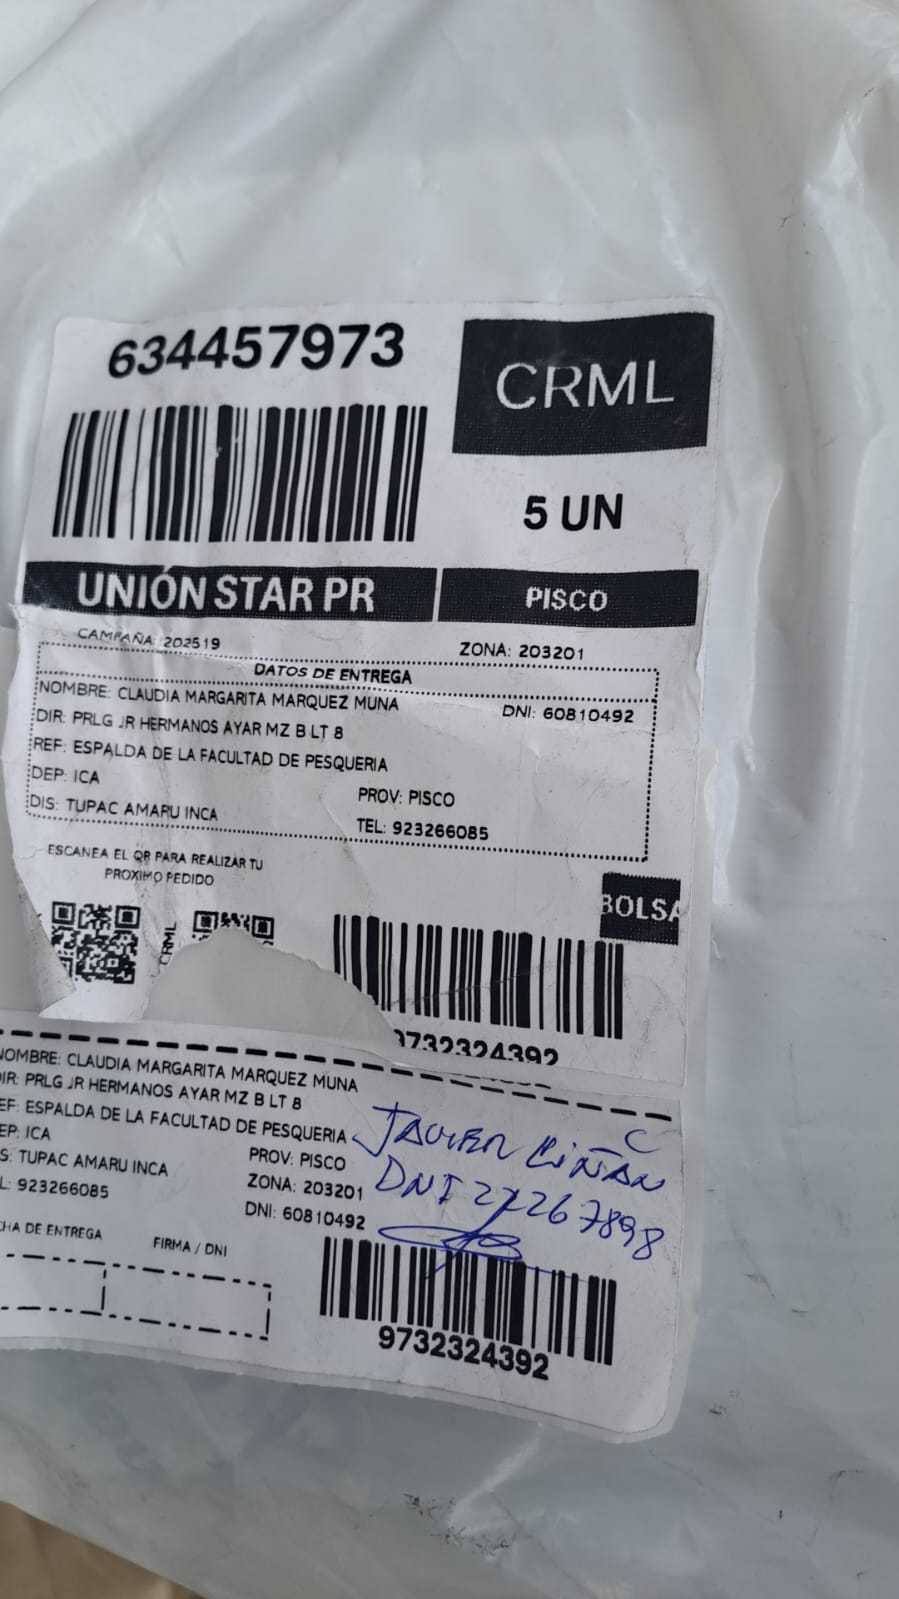 634457973
CRML
5 UN
UNIÓN STAR PR
PISCO
CAMPAÑA: 202519
ZONA: 203201
DATOS DE ENTREGA
NOMBRE: CLAUDIA MARGARITA MARQUEZ MUNA
DNI: 60810492
DIR: PRLG JR HERMANOS AYAR MZ B LT 8
REF: ESPALDA DE LA FACULTAD DE PESQUERIA
DEP: ICA
PROV: PISCO
DIS: TUPAC AMARU INCA
TEL: 923266085
ESCANEA EL QR PARA REALIZAR TU
PROXIMO PEDIDO
BOLSA
CRML
9732324392
NOMBRE: CLAUDIA MARGARITA MARQUEZ MUNA
DIR: PRLG JR HERMANOS AYAR MZ B LT 8
EF: ESPALDA DE LA FACULTAD DE PESQUERIA
EP: ICA
PROV: PISCO
S: TUPAC AMARU INCA
ZONA: 203201
L: 923266085
DNI: 60810492
JAVIER
DNI 22267898
CHA DE ENTREGA
FIRMA / DNI
9732324392